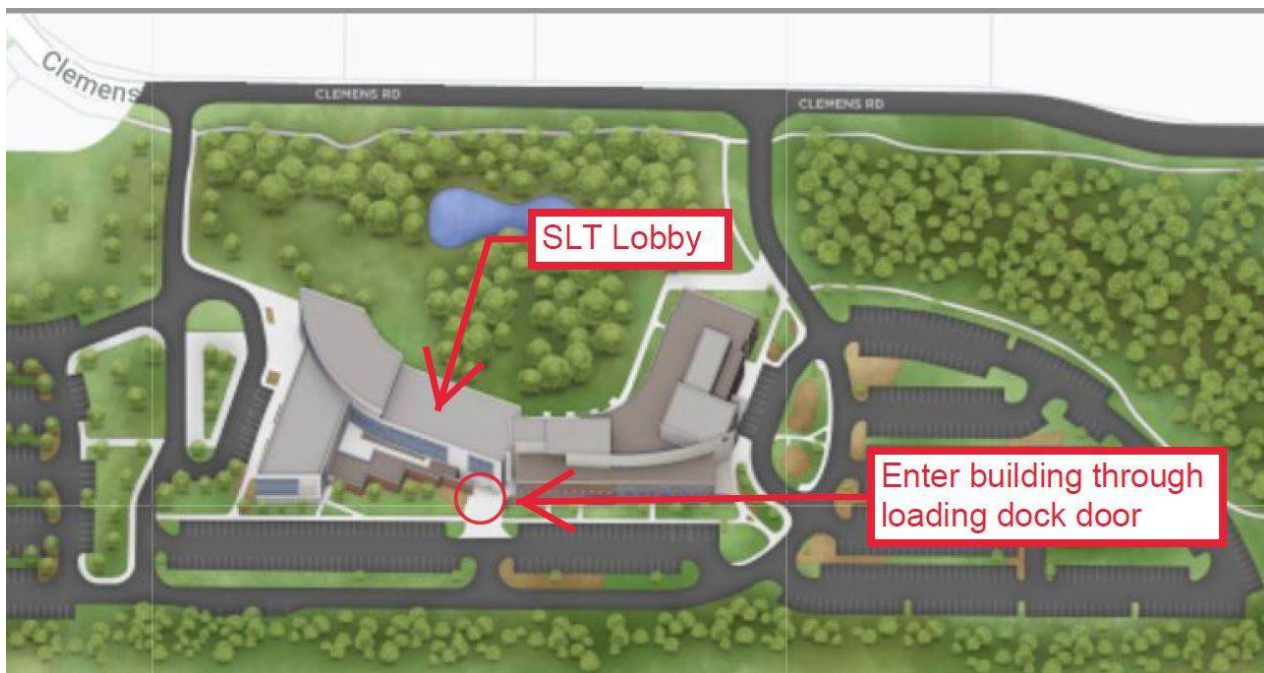 Clemens
CLEMENS RD
CLEMENS RD
SLT Lobby
Enter building through
loading dock door